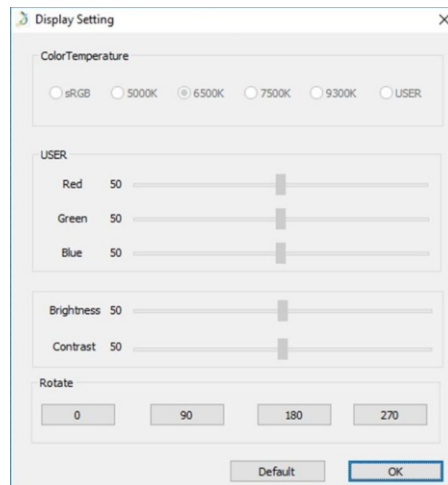 Display Setting
ColorTemperature
sRGB 5000K 6500K 7500K 9300K USER
USER
Red 50
Green 50
Blue 50
Brightness 50
Contrast 50
Rotate
0 90 180 270
Default OK